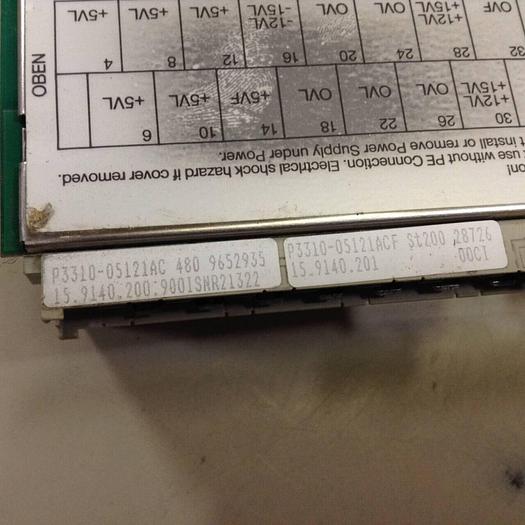 OBEN
+5VL
+5VL
+5VL
-12VL
-15VL
OVL
OVL
+12VL
+15VL
OVF
4
8
12
16
20
24
28
32
+5VL
+5VL
+5VF
OVL
OVL
OVL
+12VL
+15VL
6
10
14
18
22
26
30
on!
use without PE Connection. Electrical shock hazard if cover removed.
t install or remove Power Supply under Power.
P3310-05121AC 480 9652935
15.9140.200.900ISNR21322
P3310-05121ACF St200 28726
15.9140.201 00CI